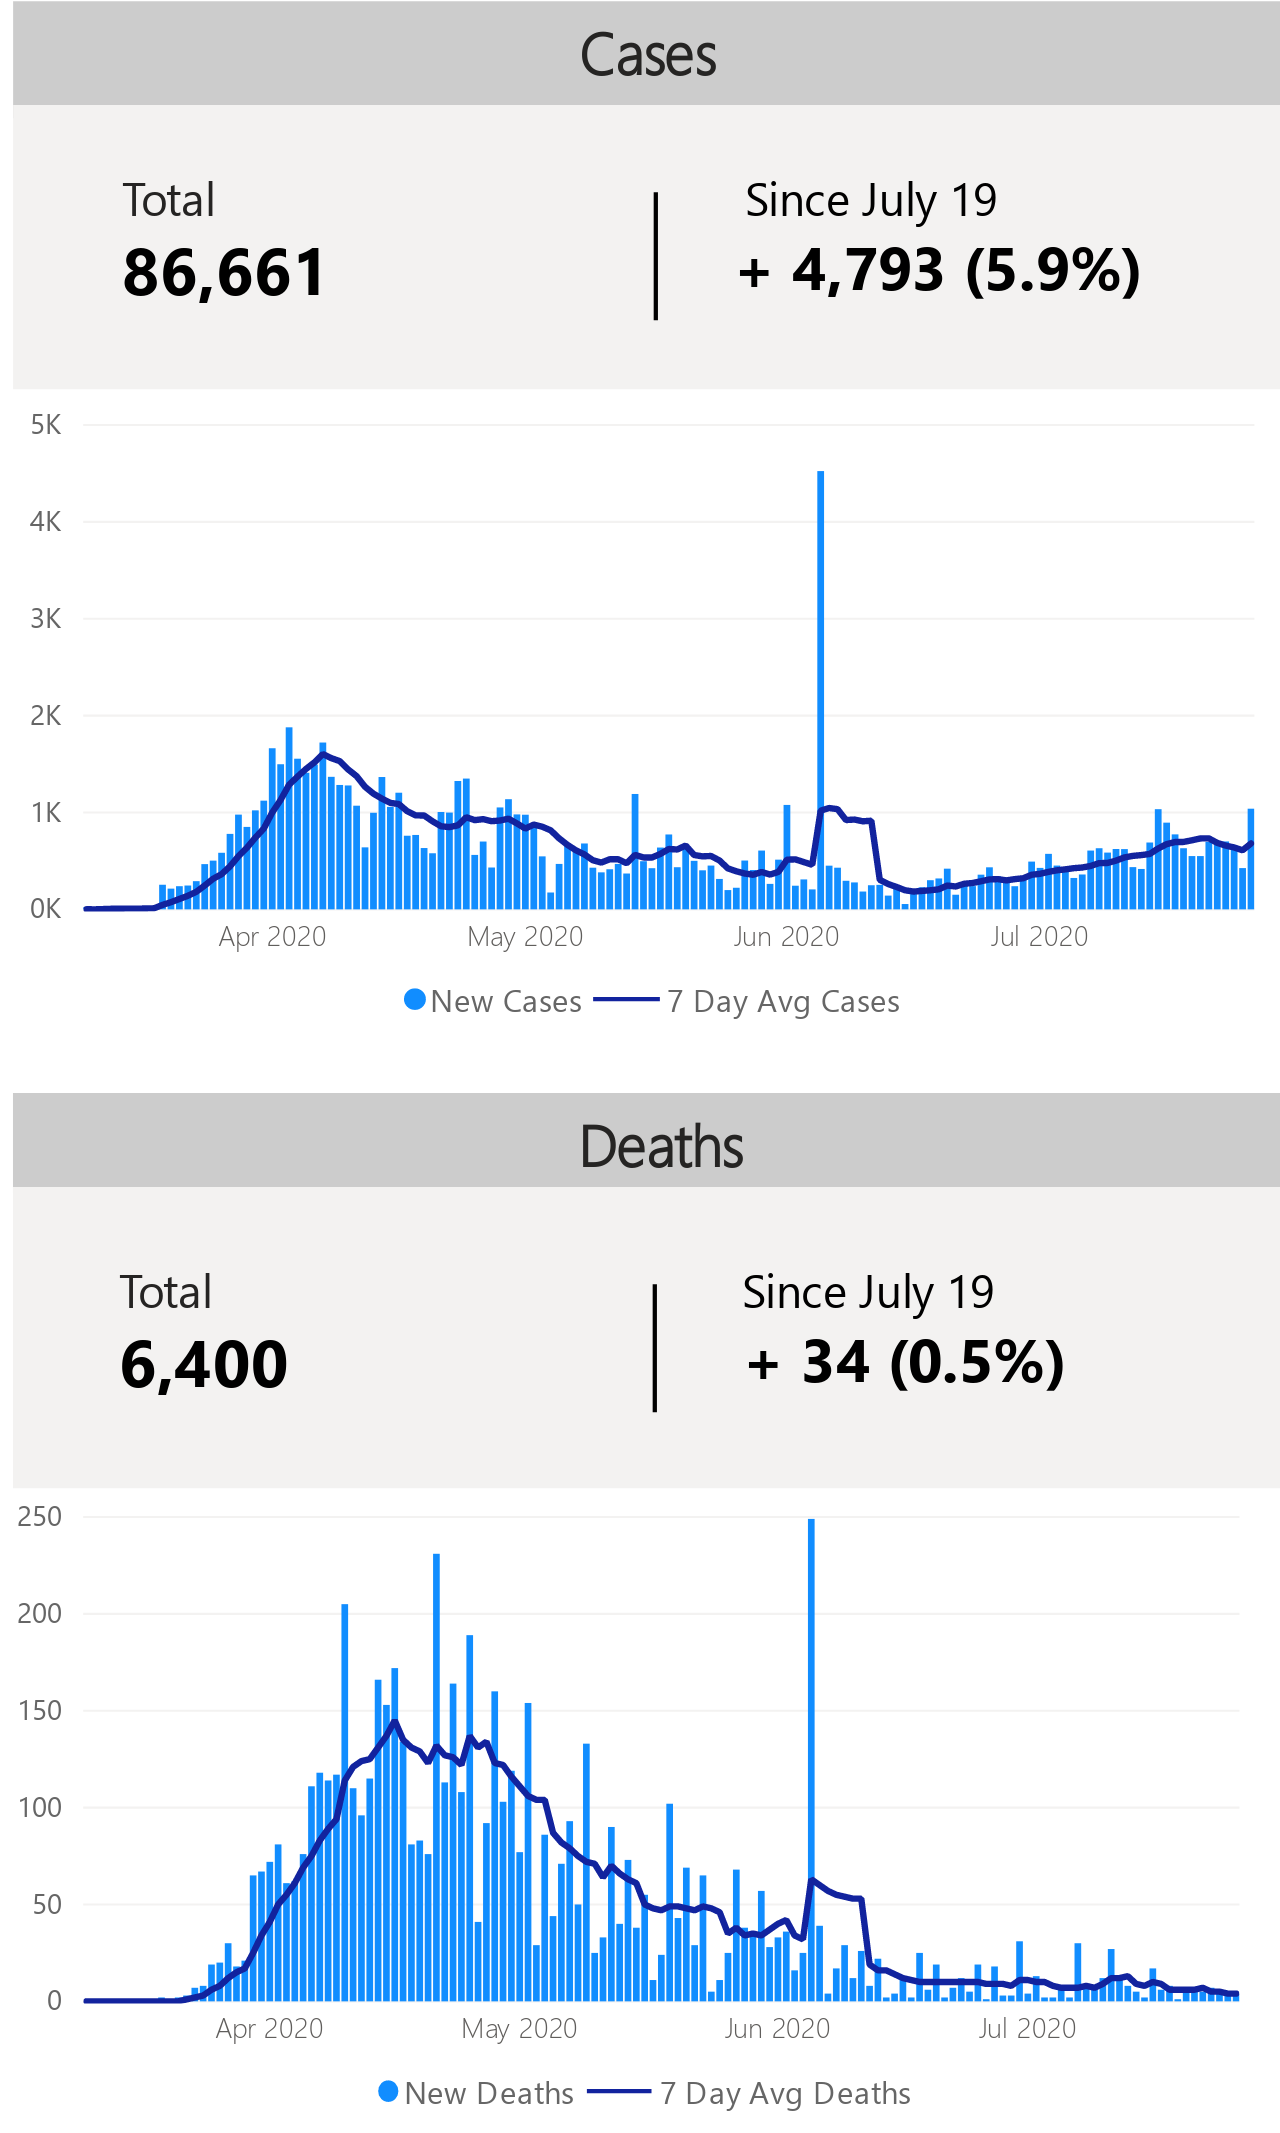 Cases
Total
86,661
Since July 19
+ 4,793 (5.9%)
5K
4K
3K
2K
1K
0K
Apr 2020 May 2020 Jun 2020 Jul 2020
New Cases 7 Day Avg Cases
Deaths
Total
6,400
Since July 19
+ 34 (0.5%)
250
200
150
100
50
0
Apr 2020 May 2020 Jun 2020 Jul 2020
New Deaths 7 Day Avg Deaths